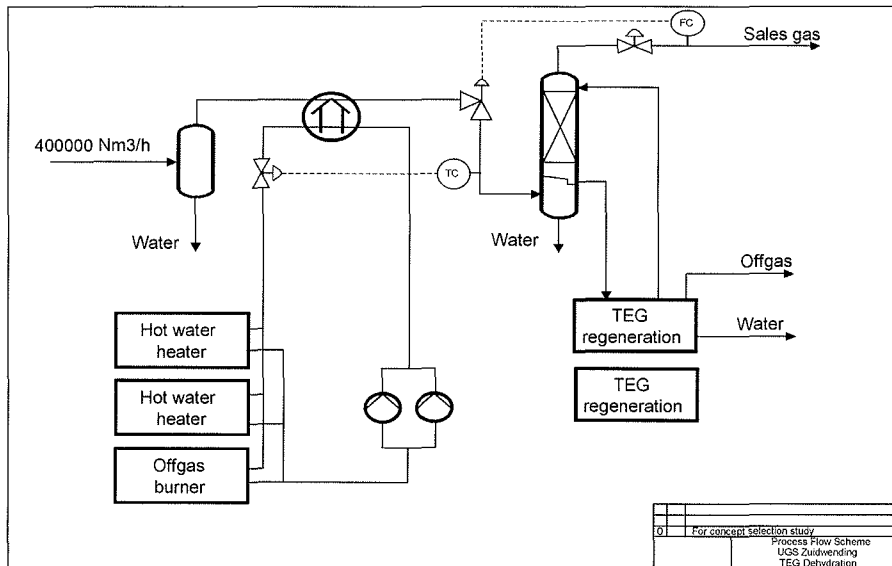 FC
Sales gas
400000 Nm3/h
TC
Water
Water
Offgas
Hot water
heater
TEG
regeneration
Water
Hot water
heater
TEG
regeneration
Offgas
burner
0 For concept selection study
Process Flow Scheme
UGS Zuidwending
TEG Dehydration